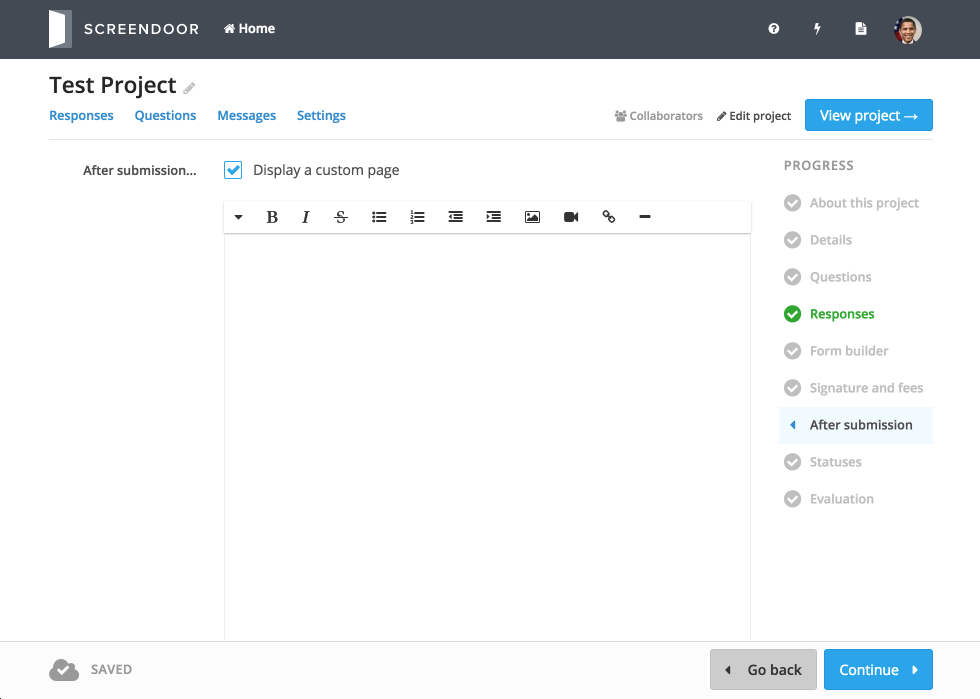 SCREENDOOR Home
Test Project
Responses Questions Messages Settings
Collaborators Edit project View project →
After submission... Display a custom page
B I S
PROGRESS
About this project
Details
Questions
Responses
Form builder
Signature and fees
After submission
Statuses
Evaluation
SAVED Go back Continue